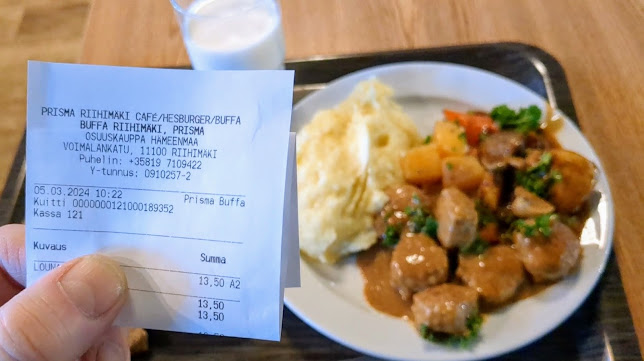 PRISMA RIIHIMÄKI CAFÉ/HESBURGER/BUFFA
BUFFA RIIHIMÄKI, PRISMA
OSUUSKAUPPA HÄMEENMAA
VOIMALANKATU, 11100 RIIHIMÄKI
Puhelin: +35819 7109422
Y-tunnus: 0910257-2
05.03.2024 10:22 Prisma Buffa
Kuitti 0000000121000189352
Kassa 121
Kuvaus Summa
13,50 A2
13,50
13,50